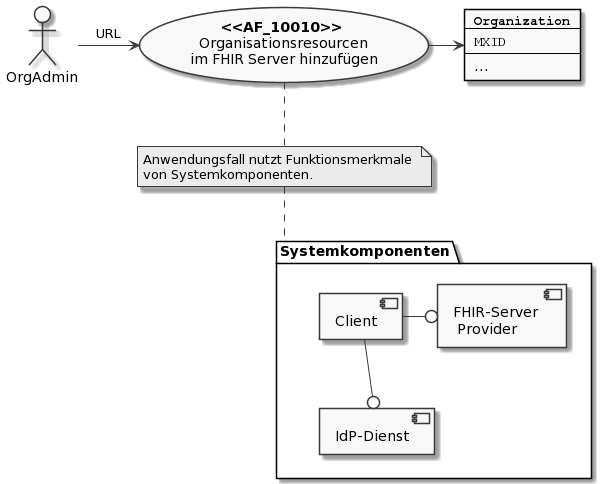 OrgAdmin
URL
<<AF_10010>>
Organisationsresourcen
im FHIR Server hinzufügen
Organization
MXID
...
Anwendungsfall nutzt Funktionsmerkmale
von Systemkomponenten.
Systemkomponenten
Client
FHIR-Server
Provider
IdP-Dienst